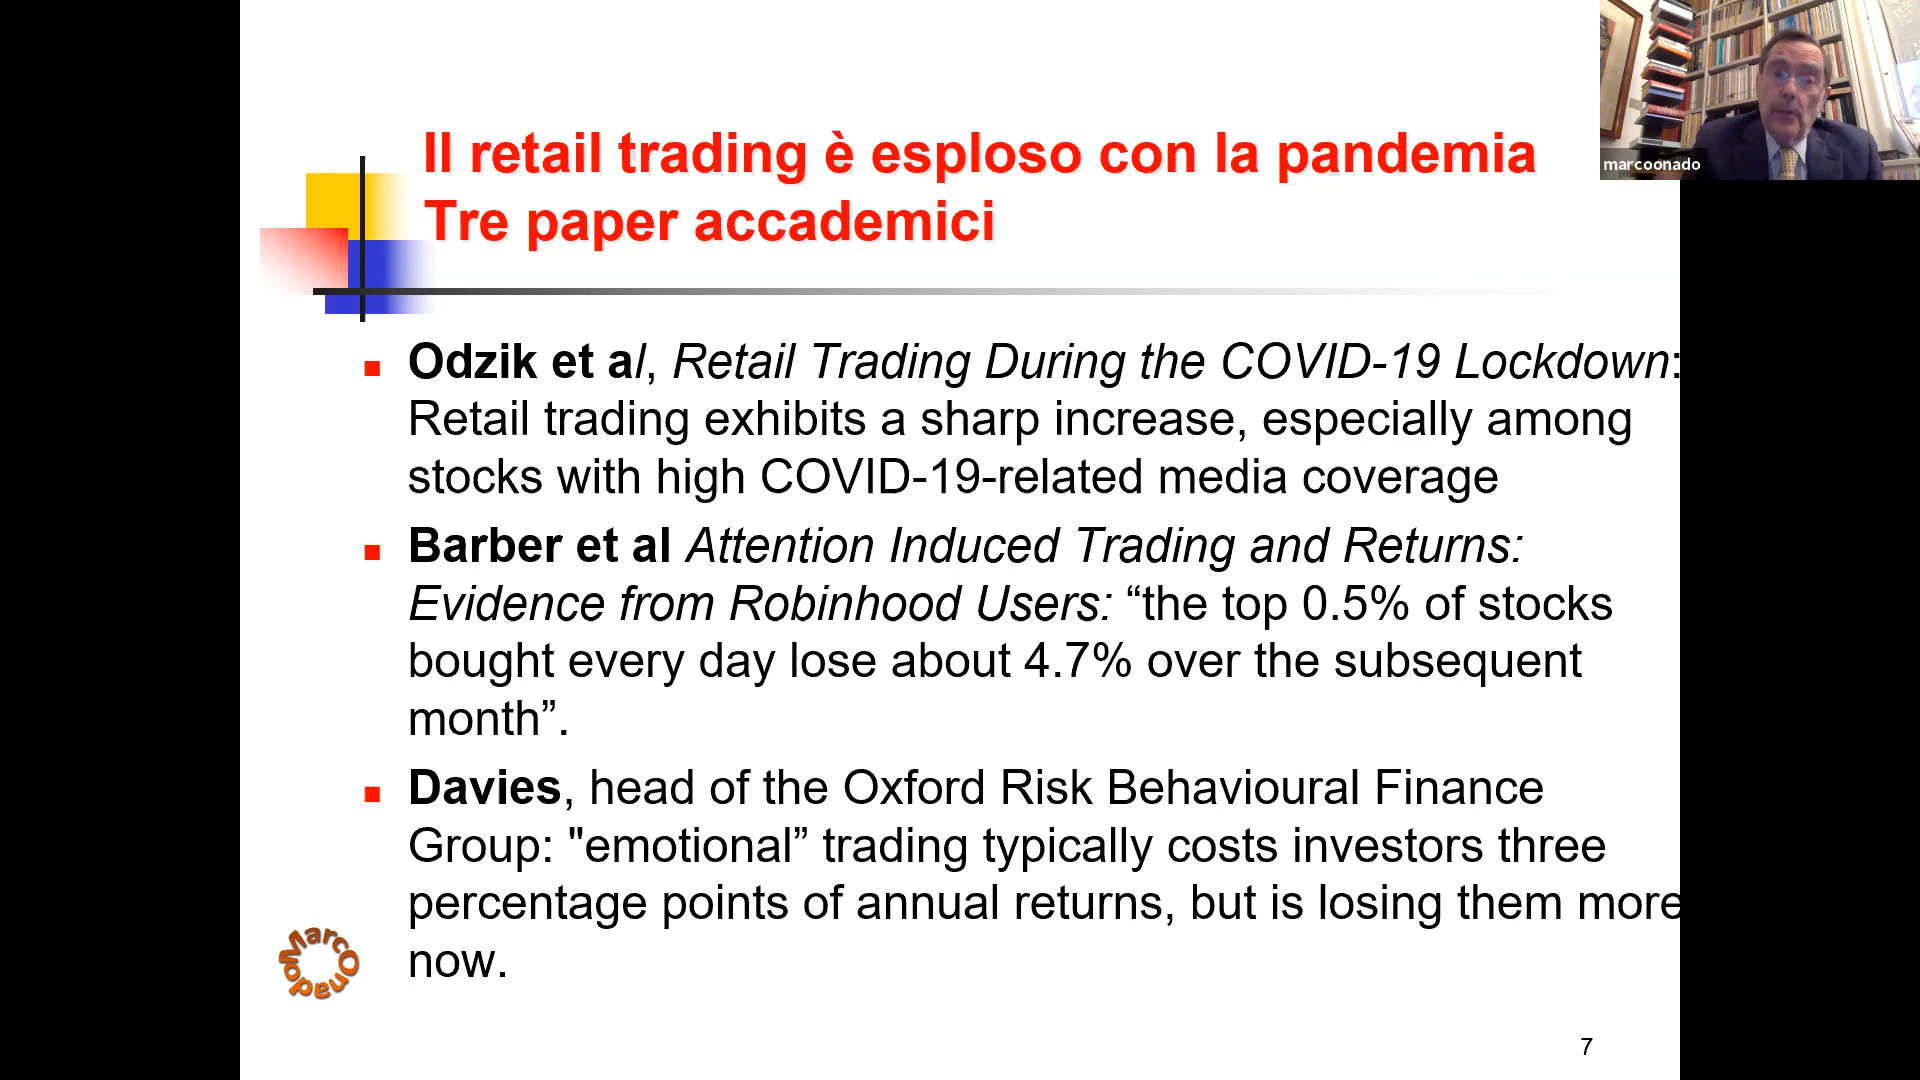 Il retail trading è esploso con la pandemia
Tre paper accademici
marcoonado
Odzik et al, Retail Trading During the COVID-19 Lockdown:
Retail trading exhibits a sharp increase, especially among
stocks with high COVID-19-related media coverage
Barber et al Attention Induced Trading and Returns:
Evidence from Robinhood Users: “the top 0.5% of stocks
bought every day lose about 4.7% over the subsequent
month”.
Davies, head of the Oxford Risk Behavioural Finance
Group: "emotional” trading typically costs investors three
percentage points of annual returns, but is losing them more
now.
MarcOnado
7